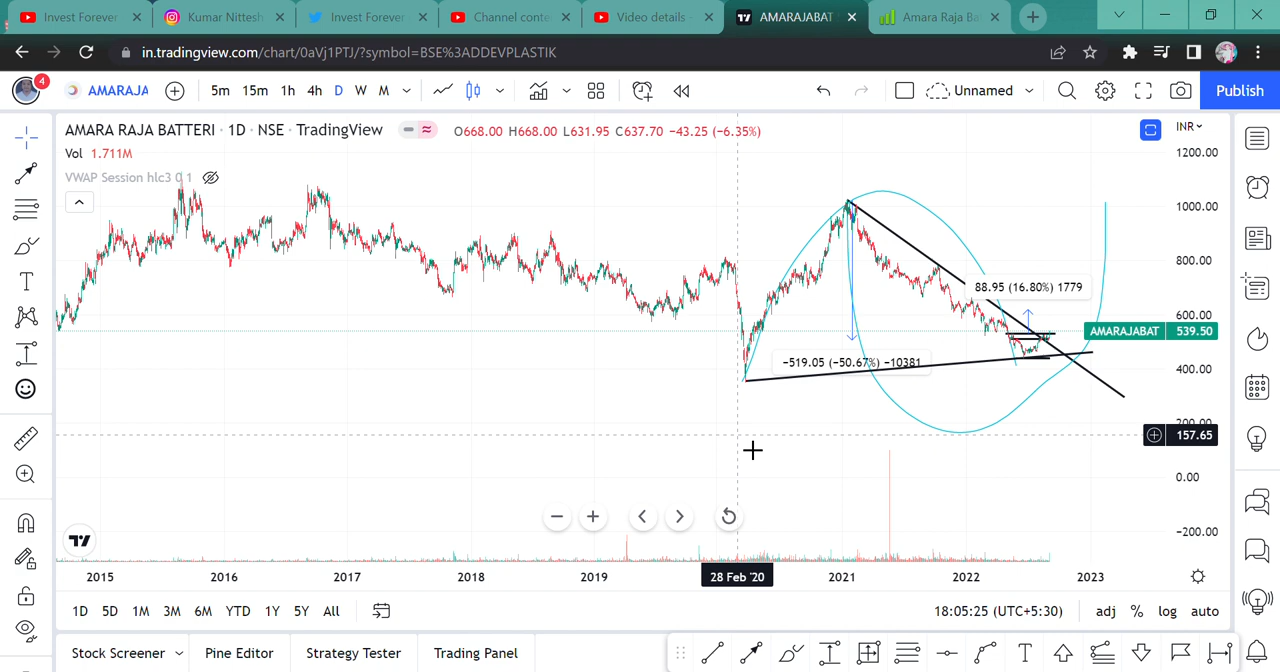 Invest Forever
Kumar Nittesh
Invest Forever
Channel conte
Video details -
AMARAJABAT
Amara Raja Ba
in.tradingview.com/chart/0aVj1PTJ/?symbol=BSE%3ADDEVPLASTIK
4
AMARAJA
5m 15m 1h 4h D W M
Unnamed
Publish
AMARA RAJA BATTERI · 1D · NSE · TradingView
O668.00 H668.00 L631.95 C637.70 −43.25 (−6.35%)
INR
Vol 1.711M
VWAP Session hlc3 0 1
1200.00
1000.00
800.00
88.95 (16.80%) 1779
600.00
AMARAJABAT 539.50
−519.05 (−50.67%) −10381
400.00
200.00
157.65
0.00
−200.00
2015 2016 2017 2018 2019 28 Feb '20 2021 2022 2023
1D 5D 1M 3M 6M YTD 1Y 5Y All
18:05:25 (UTC+5:30) adj % log auto
Stock Screener Pine Editor Strategy Tester Trading Panel